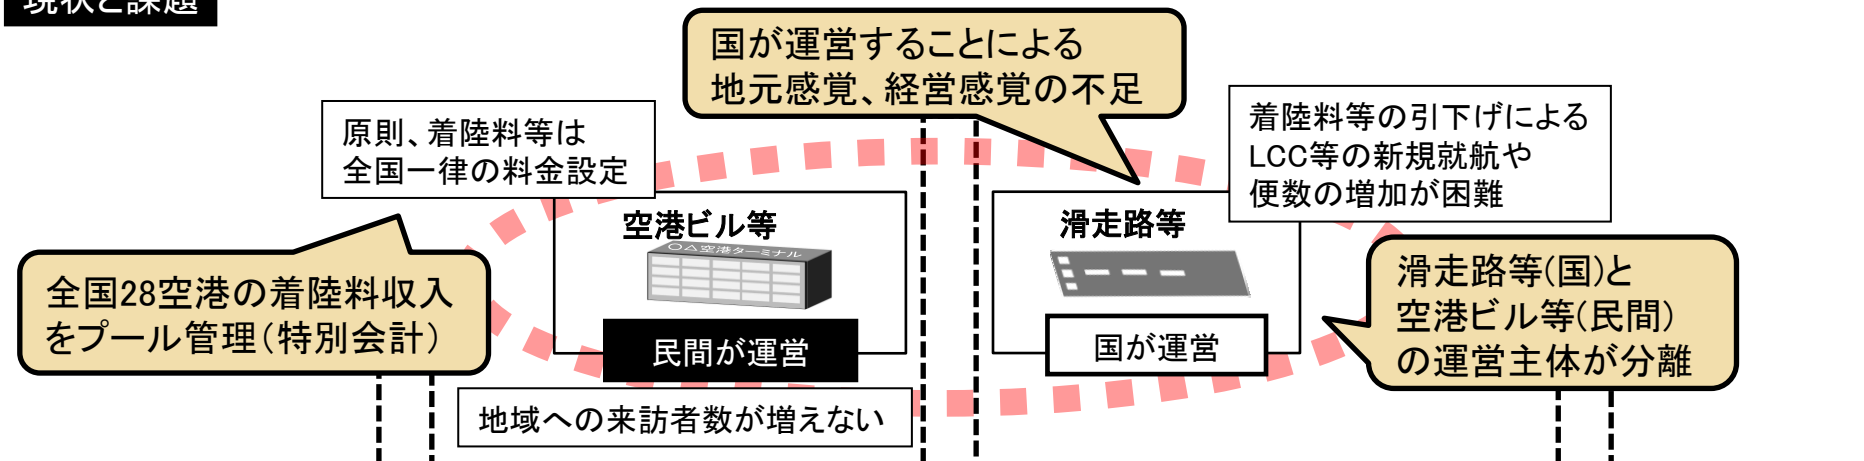 現状と課題
国が運営することによる
地元感覚、経営感覚の不足
原則、着陸料等は
全国一律の料金設定
着陸料等の引下げによる
LCC等の新規就航や
便数の増加が困難
空港ビル等
○△空港ターミナル
滑走路等
全国28空港の着陸料収入
をプール管理(特別会計)
滑走路等(国)と
空港ビル等(民間)
の運営主体が分離
民間が運営
国が運営
地域への来訪者数が増えない